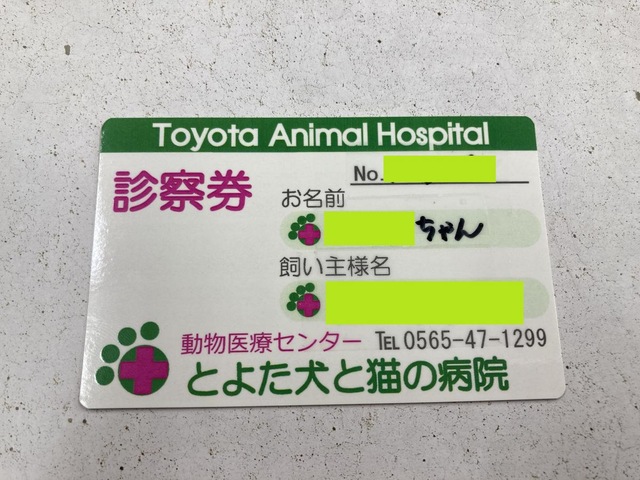 Toyota Animal Hospital
診察券
No.
お名前
ちゃん
飼い主様名
動物医療センター TEL 0565-47-1299
とよた犬と猫の病院